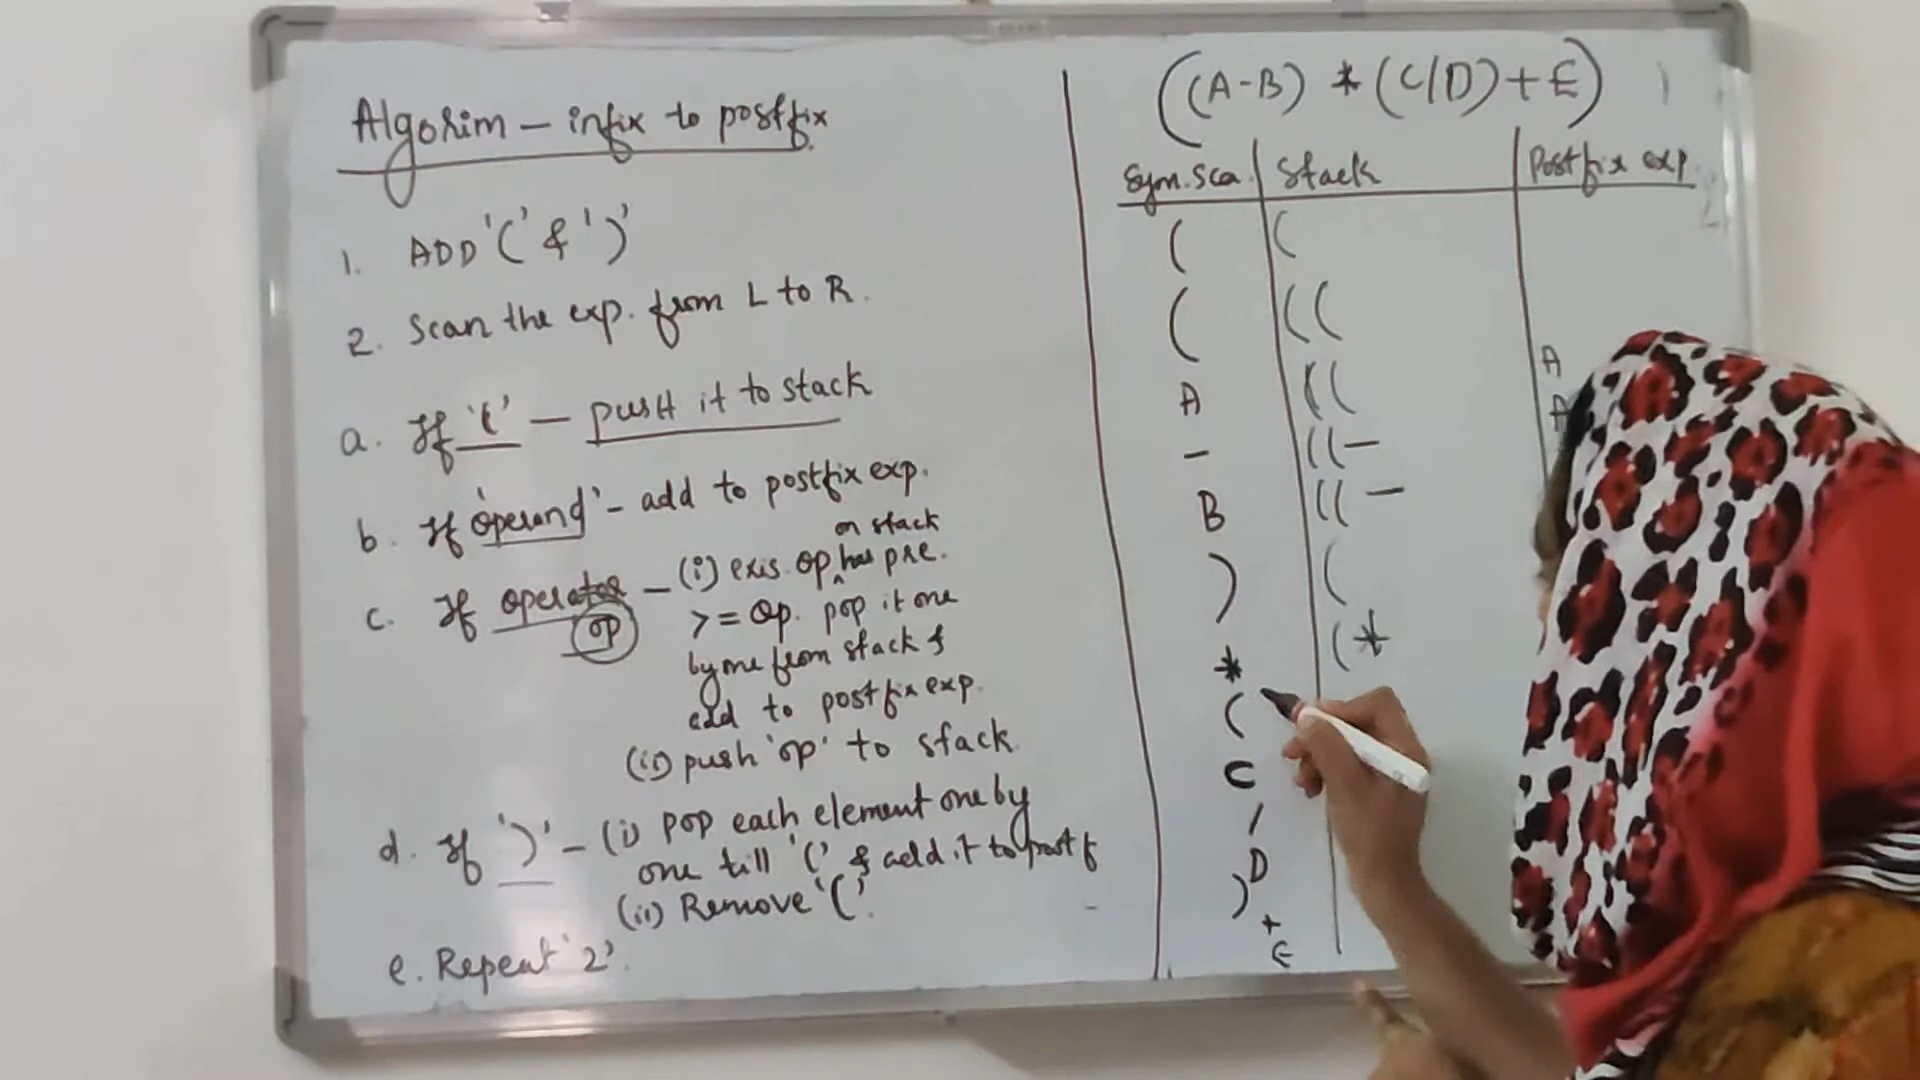 Algorim - infix to postfix
1. ADD '(' & ')'
2. Scan the exp. from L to R.
a. If '(' - push it to stack
b. If 'operand' - add to postfix exp.
on stack
c. If operator - (i) exis. op has pre.
op >= op. pop it one
by one from stack &
add to postfix exp.
(ii) push 'op' to stack.
d. If ')' - (i) pop each element one by
one till '(' & add it to post f
(ii) Remove '('.
e. Repeat '2'.
((A-B) * (C/D)+E)
Sym. Sca. Stack Postfix exp.
( (
( ((
A (( A
- ((- A
B ((-
) (
* (*
(
C
/
D
)
+
E